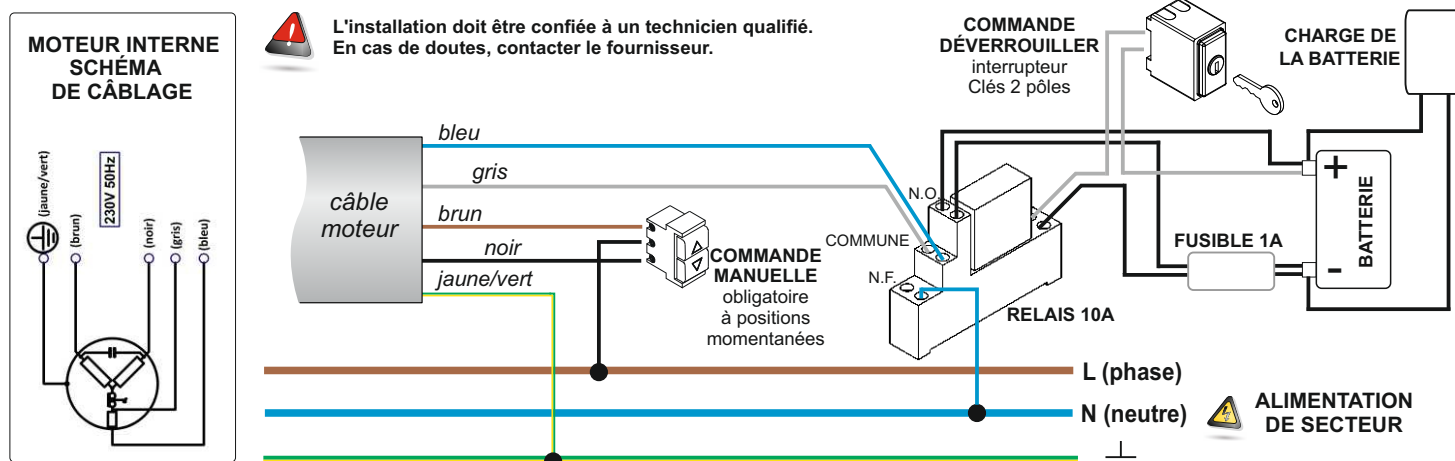 MOTEUR INTERNE
SCHÉMA
DE CÂBLAGE
(jaune/vert)
(brun)
230V 50Hz
(noir)
(gris)
(bleu)
L'installation doit être confiée à un technicien qualifié.
En cas de doutes, contacter le fournisseur.
câble
moteur
bleu
gris
brun
noir
jaune/vert
COMMANDE
MANUELLE
obligatoire
à positions
momentanées
COMMANDE
DÉVERROUILLER
interrupteur
Clés 2 pôles
N.O.
COMMUNE
N.F.
RELAIS 10A
FUSIBLE 1A
CHARGE DE
LA BATTERIE
+
BATTERIE
-
L (phase)
N (neutre)
ALIMENTATION
DE SECTEUR